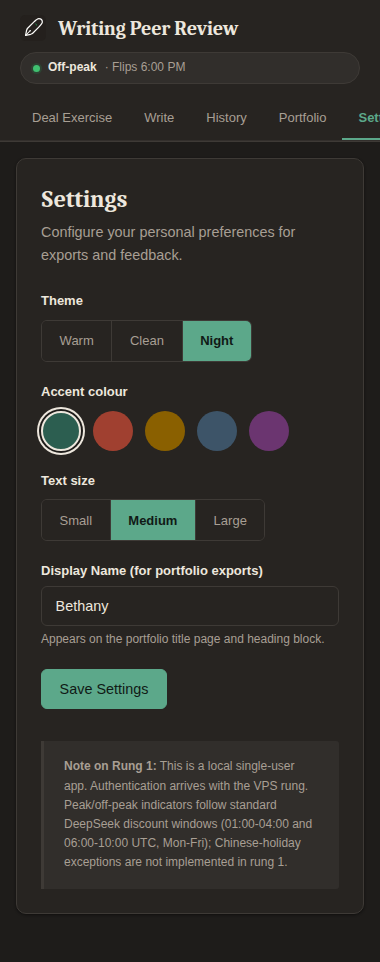 Writing Peer Review
Off-peak · Flips 6:00 PM
Deal Exercise Write History Portfolio
Settings
Configure your personal preferences for
exports and feedback.
Theme
Warm Clean Night
Accent colour
Text size
Small Medium Large
Display Name (for portfolio exports)
Bethany
Appears on the portfolio title page and heading block.
Save Settings
Note on Rung 1: This is a local single-user
app. Authentication arrives with the VPS rung.
Peak/off-peak indicators follow standard
DeepSeek discount windows (01:00-04:00 and
06:00-10:00 UTC, Mon-Fri); Chinese-holiday
exceptions are not implemented in rung 1.